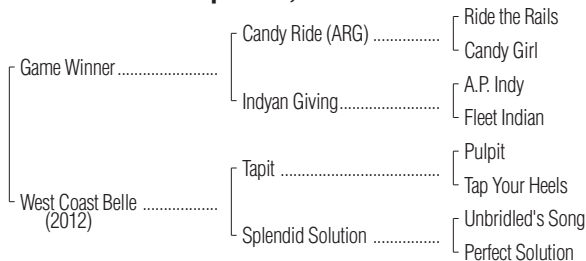 Ride the Rails
Candy Ride (ARG) ................
Candy Girl
Game Winner .......................
A.P. Indy
Indyan Giving........................
Fleet Indian
Pulpit
Tapit ......................................
Tap Your Heels
West Coast Belle .................
(2012)
Unbridled's Song
Splendid Solution ................
Perfect Solution